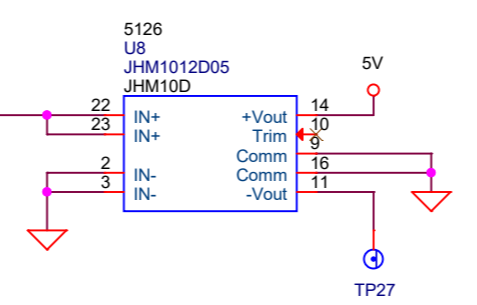 5126
U8
JHM1012D05
JHM10D
5V
22 IN+ +Vout 14
23 IN+ Trim 10
Comm 9
2 IN- Comm 16
3 IN- -Vout 11
TP27